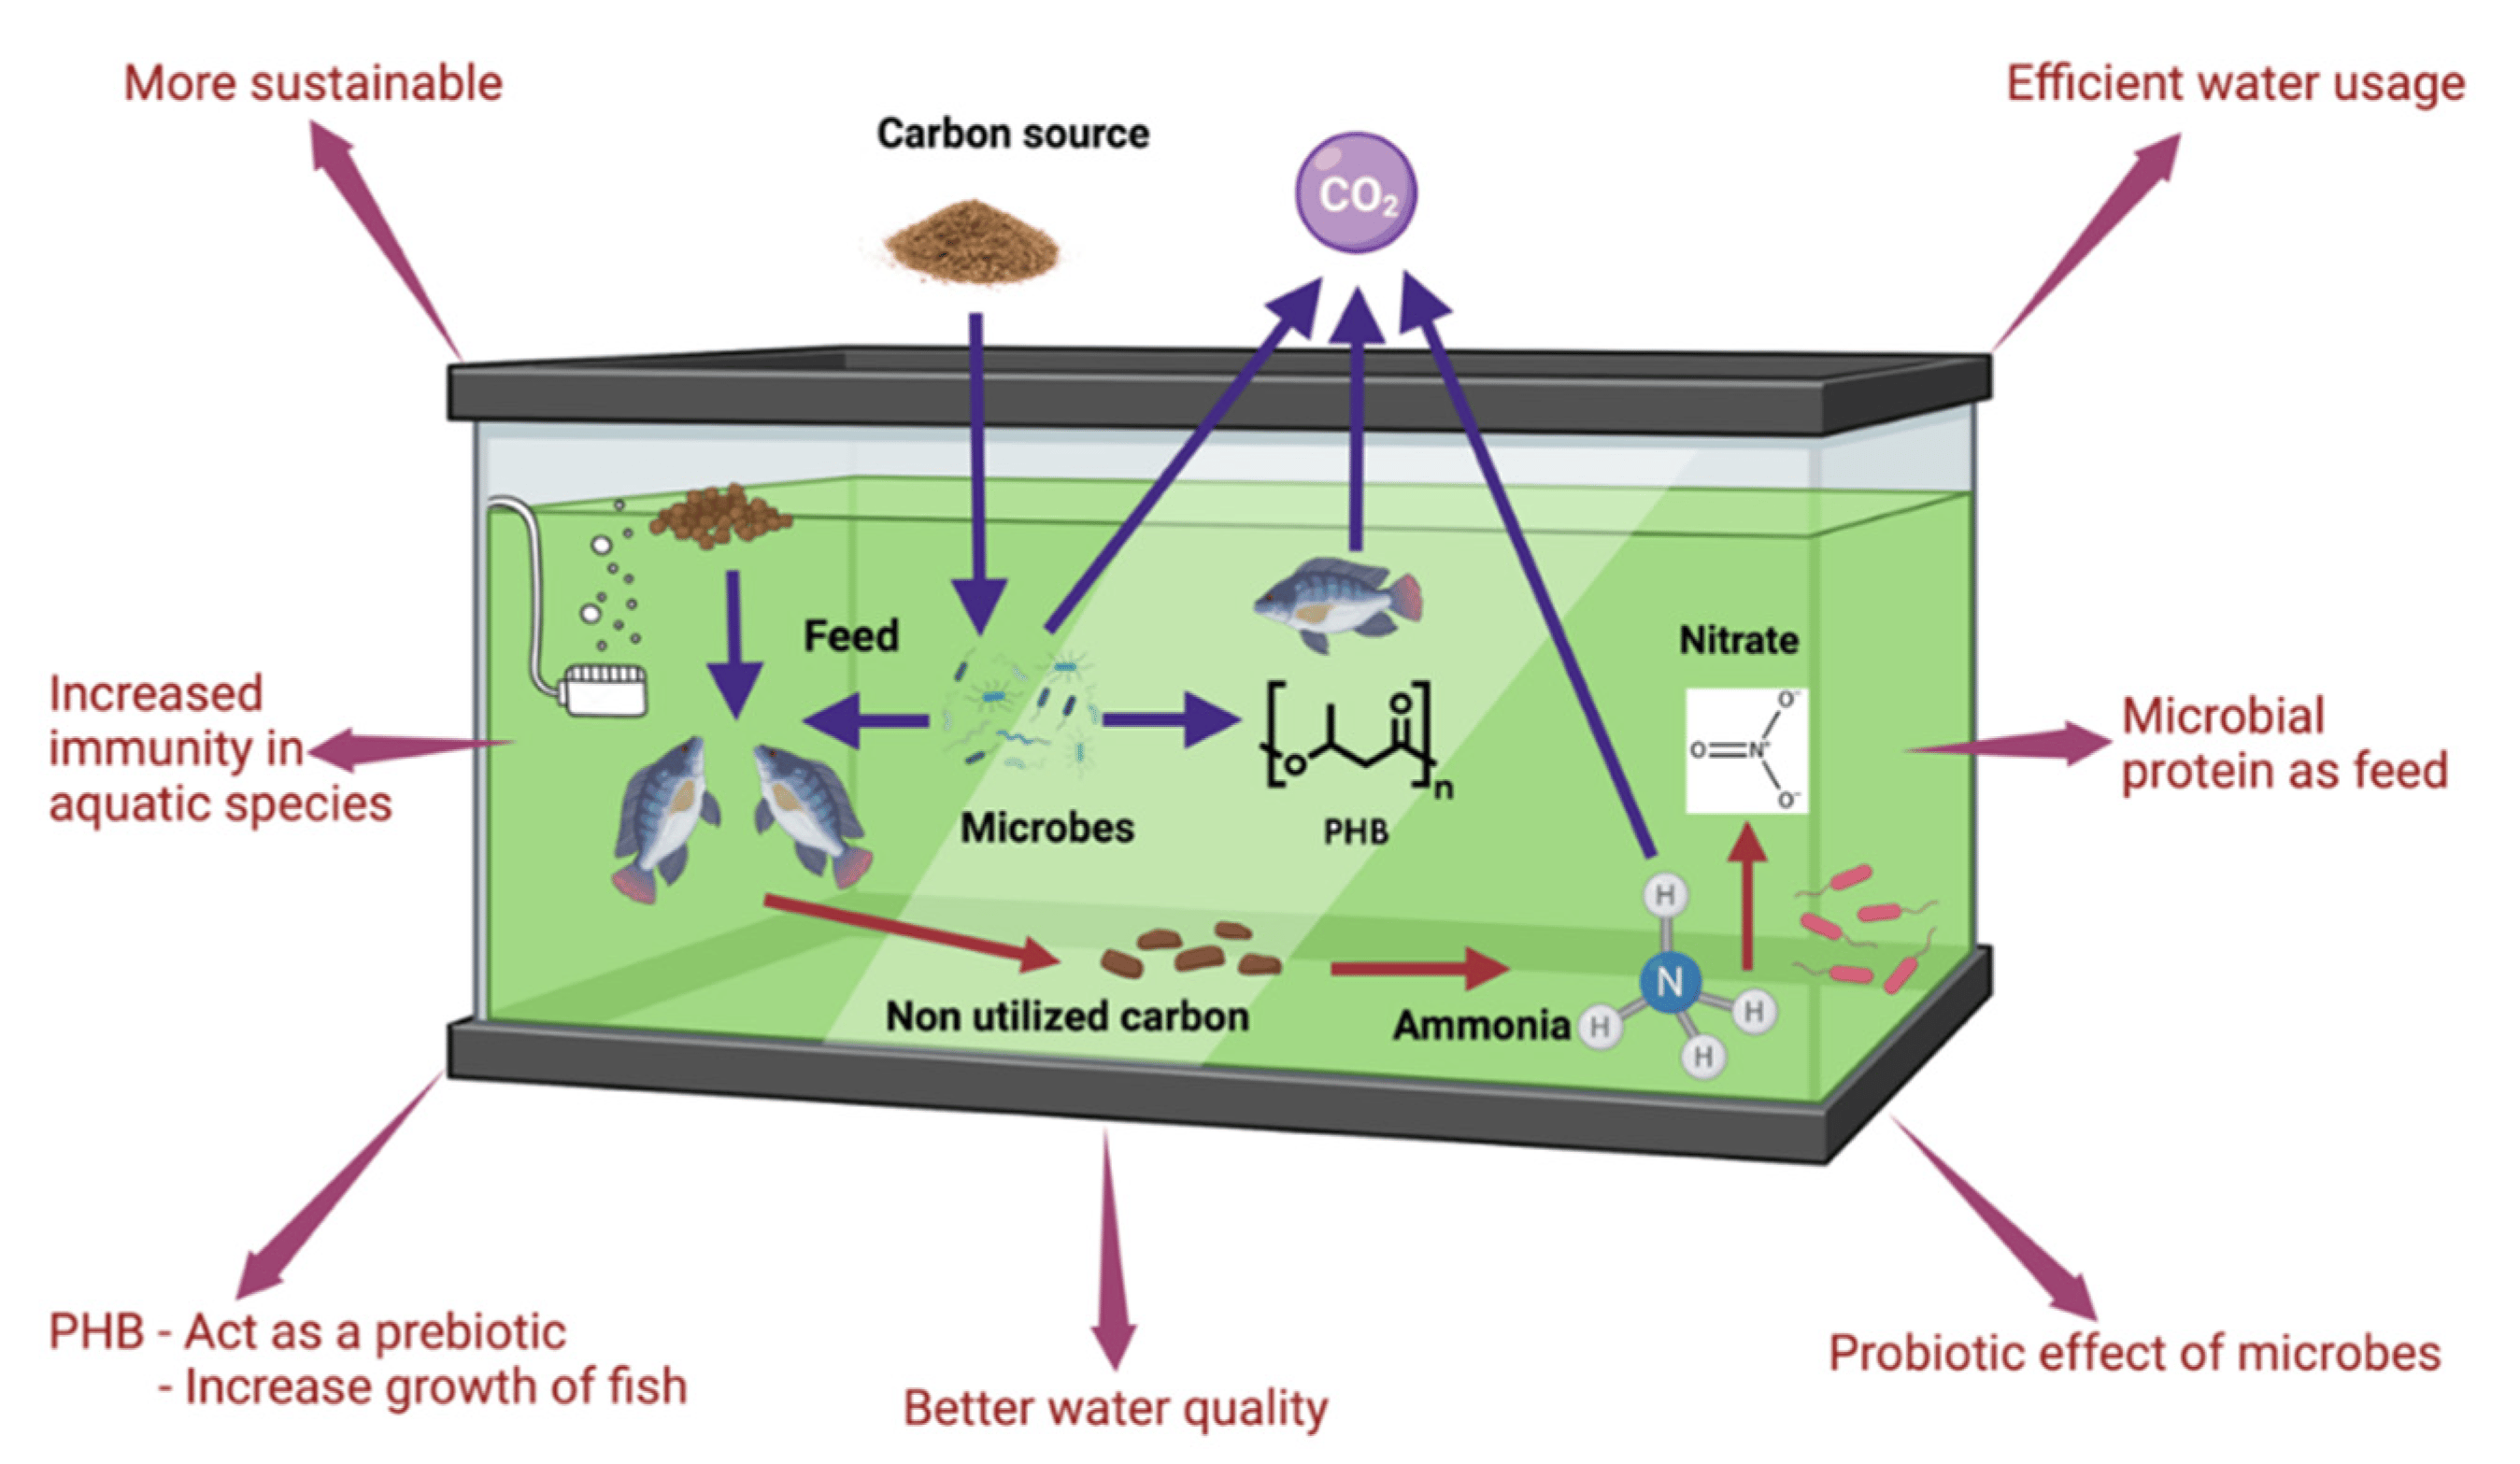 More sustainable
Efficient water usage
Carbon source
CO₂
Feed
Nitrate
O
O⁻
N⁺
O⁻
Increased
immunity in
aquatic species
Microbes
O
O
n
PHB
Microbial
protein as feed
Non utilized carbon
Ammonia
H
N
H
H
H
PHB - Act as a prebiotic
- Increase growth of fish
Better water quality
Probiotic effect of microbes